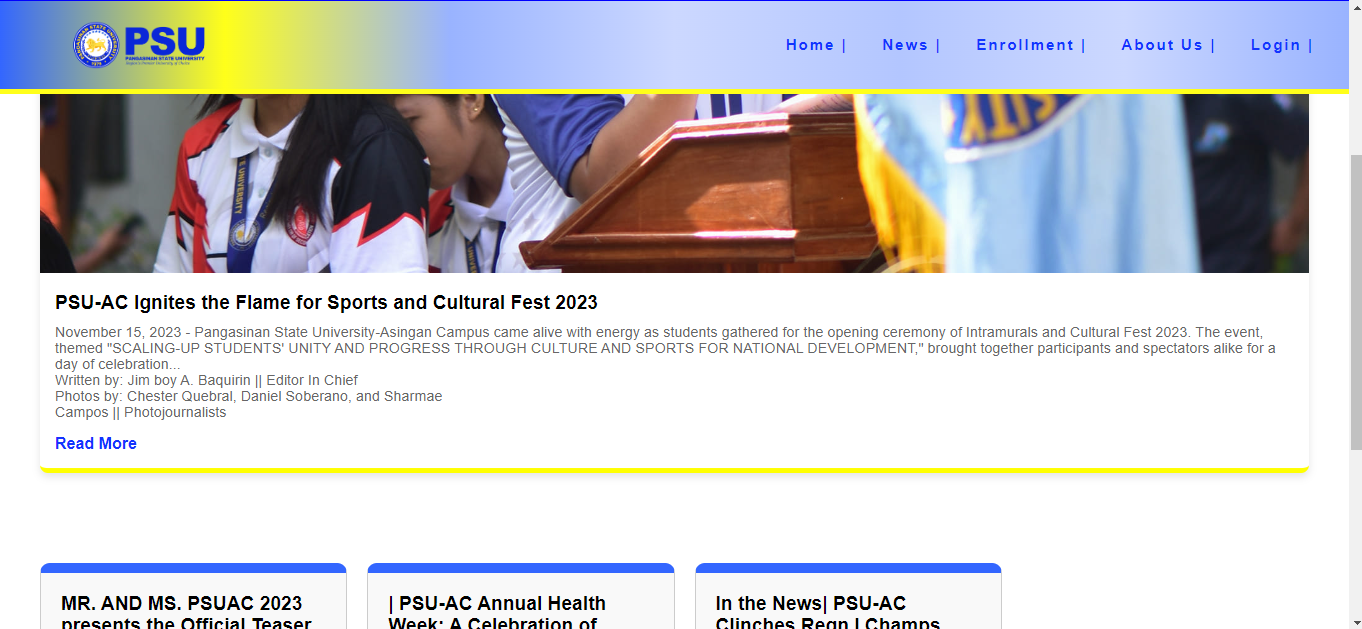 PSU
PANGASINAN STATE UNIVERSITY
Home |
News |
Enrollment |
About Us |
Login |
UNIVERSITY
SITY
PSU-AC Ignites the Flame for Sports and Cultural Fest 2023
November 15, 2023 - Pangasinan State University-Asingan Campus came alive with energy as students gathered for the opening ceremony of Intramurals and Cultural Fest 2023. The event,
themed "SCALING-UP STUDENTS' UNITY AND PROGRESS THROUGH CULTURE AND SPORTS FOR NATIONAL DEVELOPMENT," brought together participants and spectators alike for a
day of celebration...
Written by: Jim boy A. Baquirin || Editor In Chief
Photos by: Chester Quebral, Daniel Soberano, and Sharmae
Campos || Photojournalists
Read More
MR. AND MS. PSUAC 2023
presents the Official Teaser
| PSU-AC Annual Health
Week: A Celebration of
In the News| PSU-AC
Clinches Regn I Champs